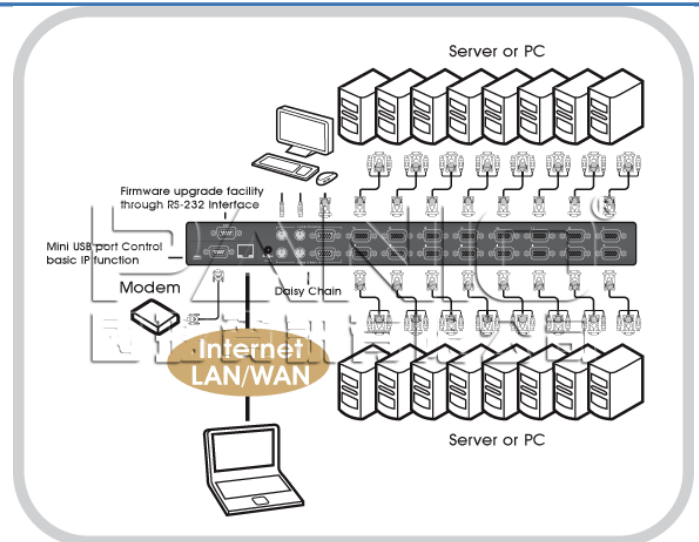 Server or PC
Firmware upgrade facility
through RS-232 Interface
Mini USB port Control
basic IP function
Modem
Daisy Chain
Internet
LAN/WAN
Server or PC
®